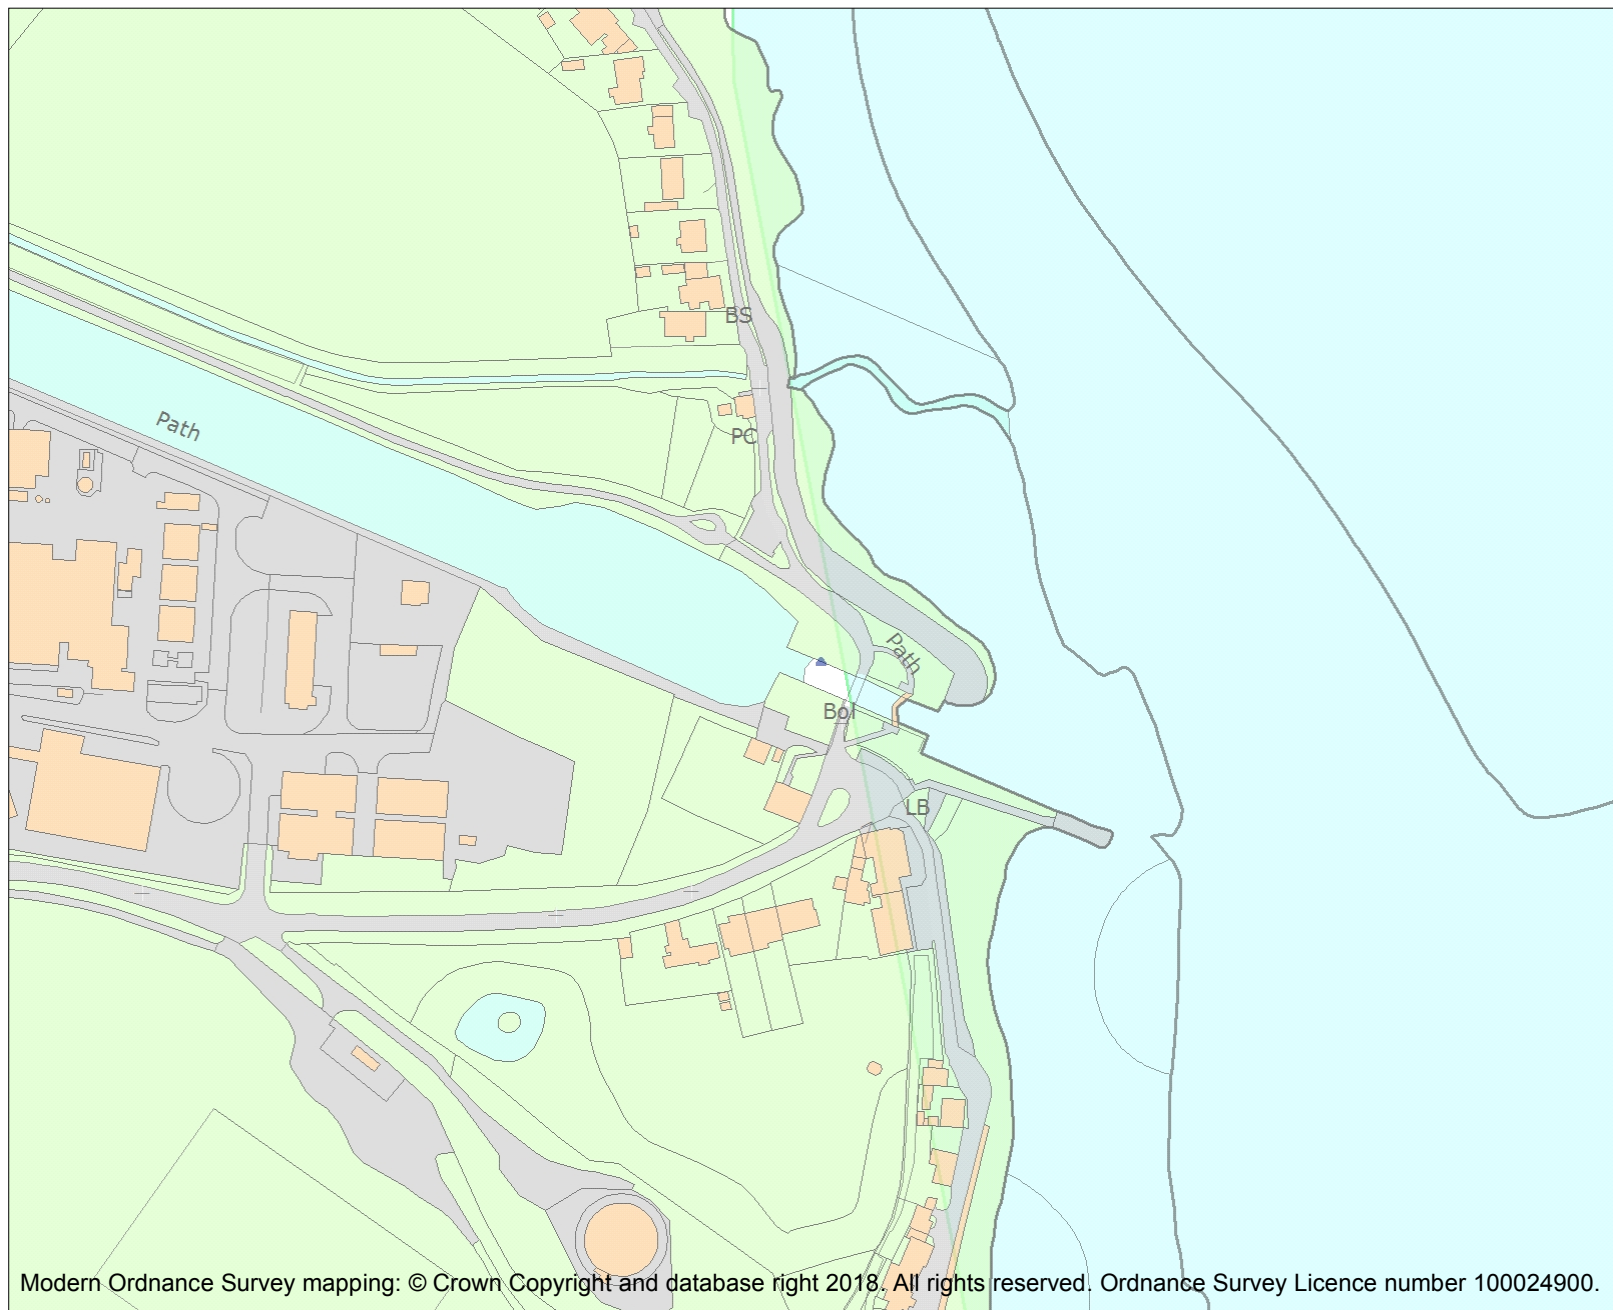 BS
Path
PC
Path
Bol
LB
Modern Ordnance Survey mapping: © Crown Copyright and database right 2018. All rights reserved. Ordnance Survey Licence number 100024900.